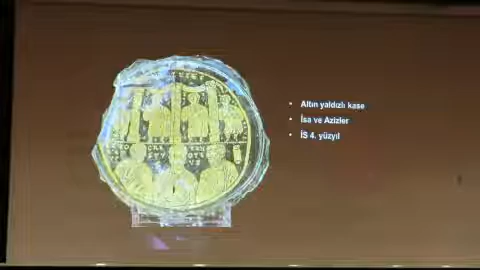 Altın yaldızlı kase
İsa ve Azizler
İS 4. yüzyıl